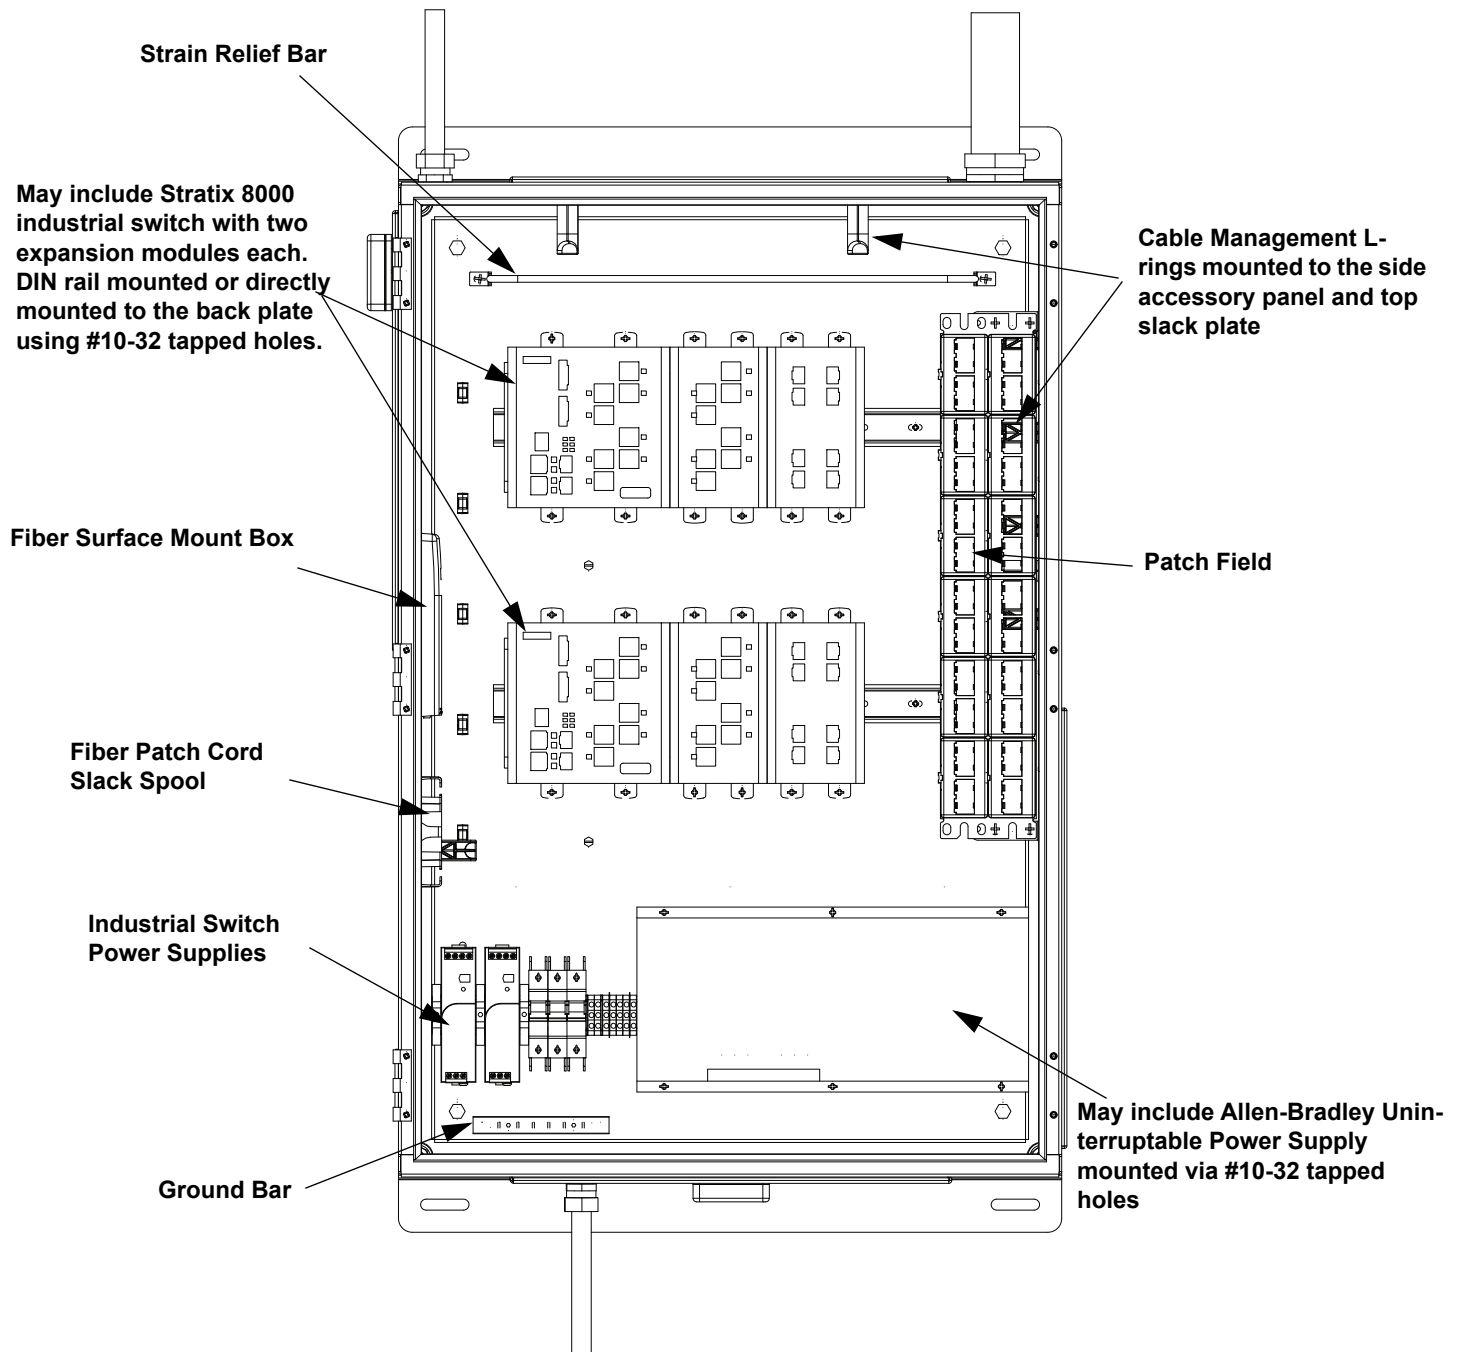 Strain Relief Bar
May include Stratix 8000
industrial switch with two
expansion modules each.
DIN rail mounted or directly
mounted to the back plate
using #10-32 tapped holes.
Cable Management L-
rings mounted to the side
accessory panel and top
slack plate
Fiber Surface Mount Box
Patch Field
Fiber Patch Cord
Slack Spool
Industrial Switch
Power Supplies
May include Allen-Bradley Unin-
terruptable Power Supply
mounted via #10-32 tapped
holes
Ground Bar